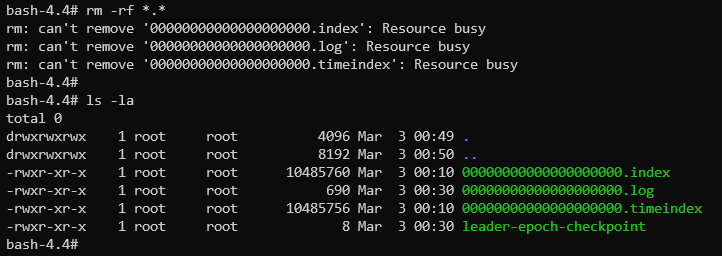 bash-4.4# rm -rf *.*
rm: can't remove '00000000000000000000.index': Resource busy
rm: can't remove '00000000000000000000.log': Resource busy
rm: can't remove '00000000000000000000.timeindex': Resource busy
bash-4.4#
bash-4.4# ls -la
total 0
drwxrwxrwx    1 root     root          4096 Mar  3 00:49 .
drwxrwxrwx    1 root     root          8192 Mar  3 00:50 ..
-rwxr-xr-x    1 root     root      10485760 Mar  3 00:10 00000000000000000000.index
-rwxr-xr-x    1 root     root           690 Mar  3 00:30 00000000000000000000.log
-rwxr-xr-x    1 root     root      10485756 Mar  3 00:10 00000000000000000000.timeindex
-rwxr-xr-x    1 root     root             8 Mar  3 00:30 leader-epoch-checkpoint
bash-4.4#